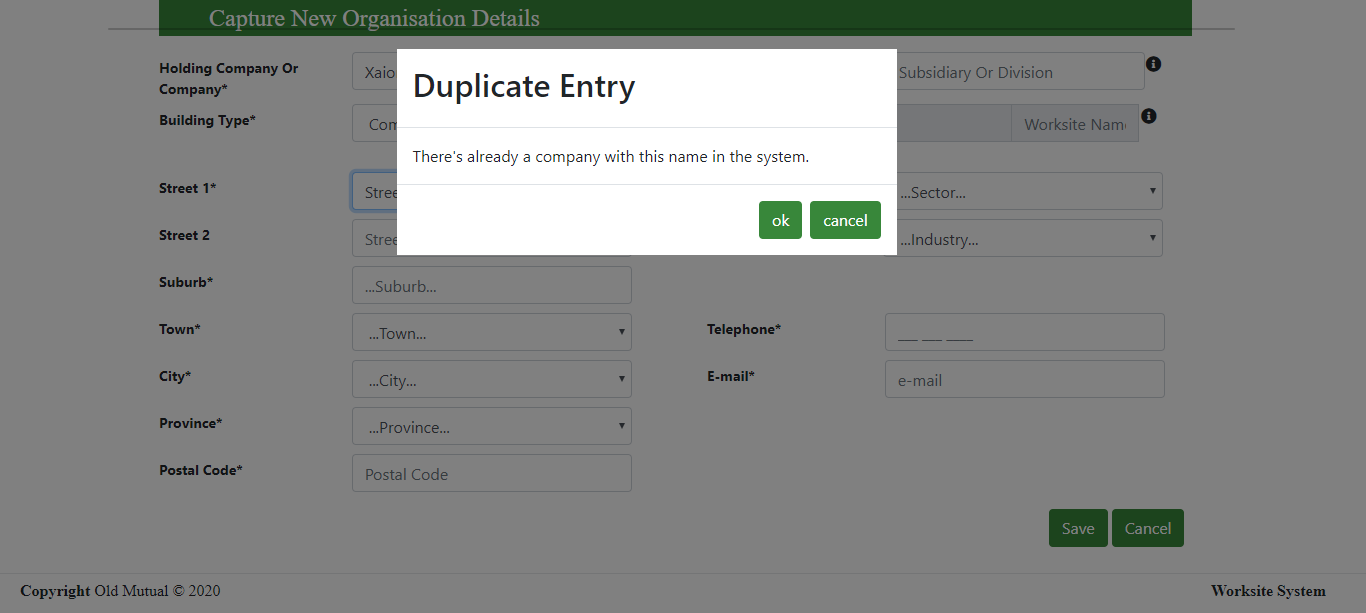 Capture New Organisation Details
Holding Company Or
Company*
Xaio
Subsidiary Or Division
Duplicate Entry
There's already a company with this name in the system.
ok cancel
Building Type*
Com
Worksite Nam
Street 1*
Stree
...Sector...
Street 2
Stree
...Industry...
Suburb*
...Suburb...
Town*
...Town...
Telephone*
___ ___ ____
City*
...City...
E-mail*
e-mail
Province*
...Province...
Postal Code*
Postal Code
Save Cancel
Copyright Old Mutual © 2020
Worksite System